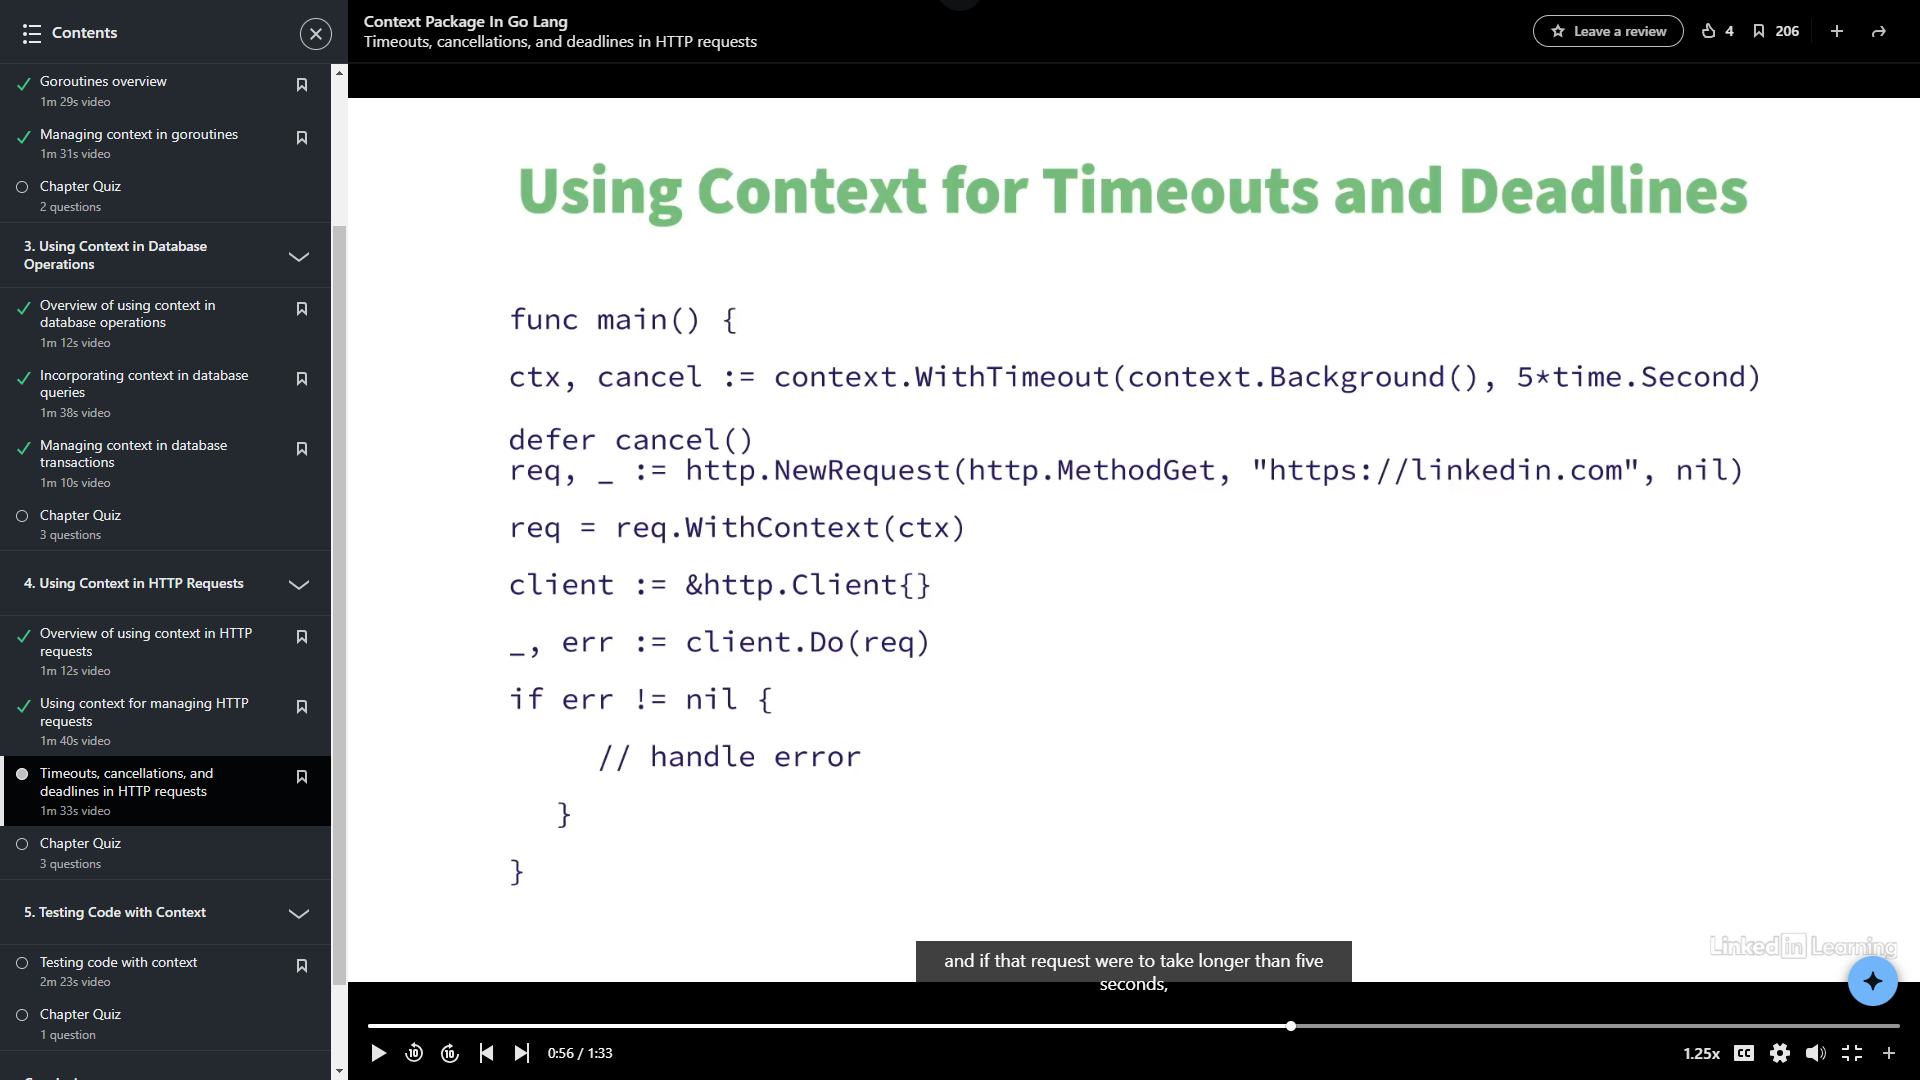 Contents
Context Package In Go Lang
Timeouts, cancellations, and deadlines in HTTP requests
Leave a review
4
206
Goroutines overview
1m 29s video
Managing context in goroutines
1m 31s video
Chapter Quiz
2 questions
3. Using Context in Database
Operations
Overview of using context in
database operations
1m 12s video
Incorporating context in database
queries
1m 38s video
Managing context in database
transactions
1m 10s video
Chapter Quiz
3 questions
4. Using Context in HTTP Requests
Overview of using context in HTTP
requests
1m 12s video
Using context for managing HTTP
requests
1m 40s video
Timeouts, cancellations, and
deadlines in HTTP requests
1m 33s video
Chapter Quiz
3 questions
5. Testing Code with Context
Testing code with context
2m 23s video
Chapter Quiz
1 question
Using Context for Timeouts and Deadlines
func main() {
ctx, cancel := context.WithTimeout(context.Background(), 5*time.Second)
defer cancel()
req, _ := http.NewRequest(http.MethodGet, "https://linkedin.com", nil)
req = req.WithContext(ctx)
client := &http.Client{}
_, err := client.Do(req)
if err != nil {
// handle error
}
}
and if that request were to take longer than five
seconds,
LinkedIn Learning
10
10
0:56 / 1:33
1.25x
CC